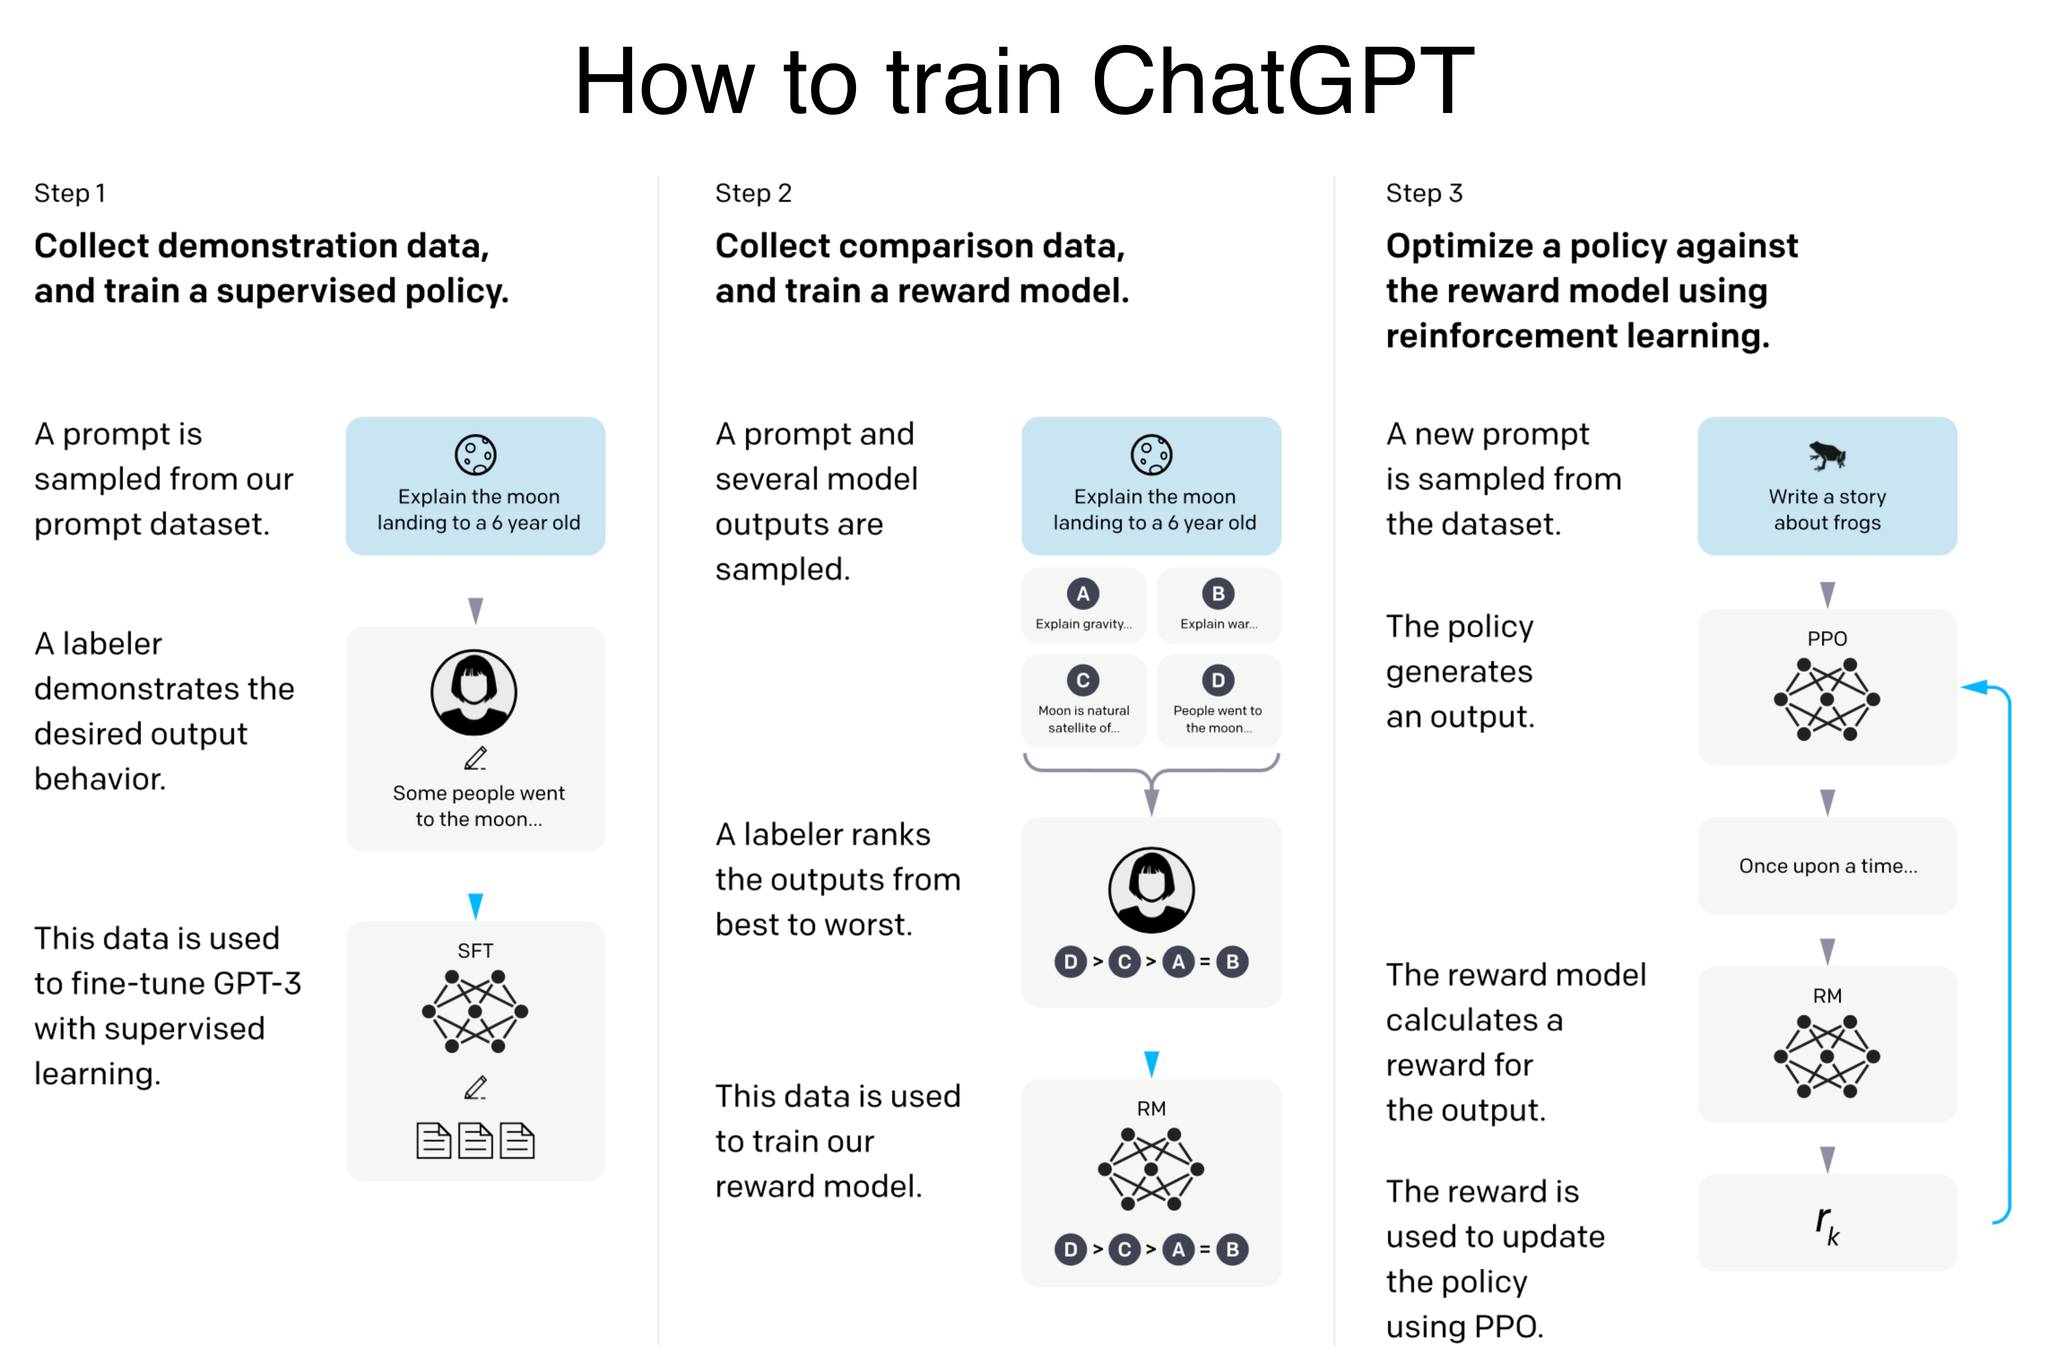 How to train ChatGPT
Step 1
Collect demonstration data,
and train a supervised policy.
A prompt is
sampled from our
prompt dataset.
Explain the moon
landing to a 6 year old
A labeler
demonstrates the
desired output
behavior.
Some people went
to the moon...
This data is used
to fine-tune GPT-3
with supervised
learning.
SFT
Step 2
Collect comparison data,
and train a reward model.
A prompt and
several model
outputs are
sampled.
Explain the moon
landing to a 6 year old
A
Explain gravity...
B
Explain war...
C
Moon is natural
satellite of...
D
People went to
the moon...
A labeler ranks
the outputs from
best to worst.
D > C > A = B
This data is used
to train our
reward model.
RM
D > C > A = B
Step 3
Optimize a policy against
the reward model using
reinforcement learning.
A new prompt
is sampled from
the dataset.
Write a story
about frogs
The policy
generates
an output.
PPO
Once upon a time...
The reward model
calculates a
reward for
the output.
RM
The reward is
used to update
the policy
using PPO.
rk